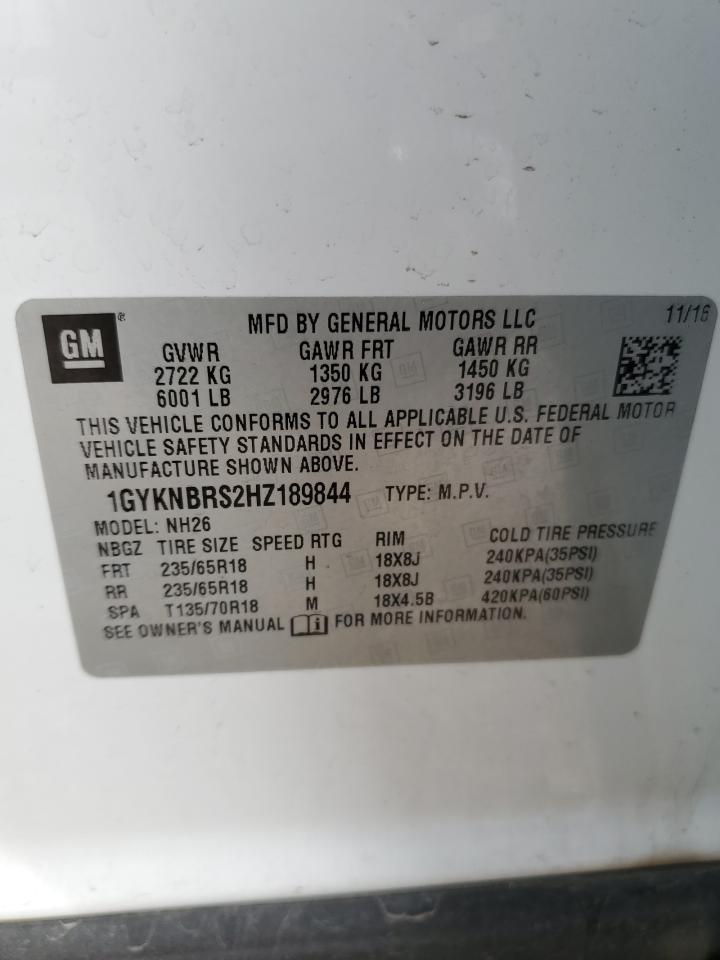 GM®
MFD BY GENERAL MOTORS LLC 11/16
GVWR GAWR FRT GAWR RR
2722 KG 1350 KG 1450 KG
6001 LB 2976 LB 3196 LB
THIS VEHICLE CONFORMS TO ALL APPLICABLE U.S. FEDERAL MOTOR
VEHICLE SAFETY STANDARDS IN EFFECT ON THE DATE OF
MANUFACTURE SHOWN ABOVE.
1GYKNBRS2HZ189844 TYPE: M.P.V.
MODEL: NH26
NBGZ TIRE SIZE SPEED RTG RIM COLD TIRE PRESSURE
FRT 235/65R18 H 18X8J 240KPA(35PSI)
RR 235/65R18 H 18X8J 240KPA(35PSI)
SPA T135/70R18 M 18X4.5B 420KPA(60PSI)
SEE OWNER'S MANUAL i FOR MORE INFORMATION.